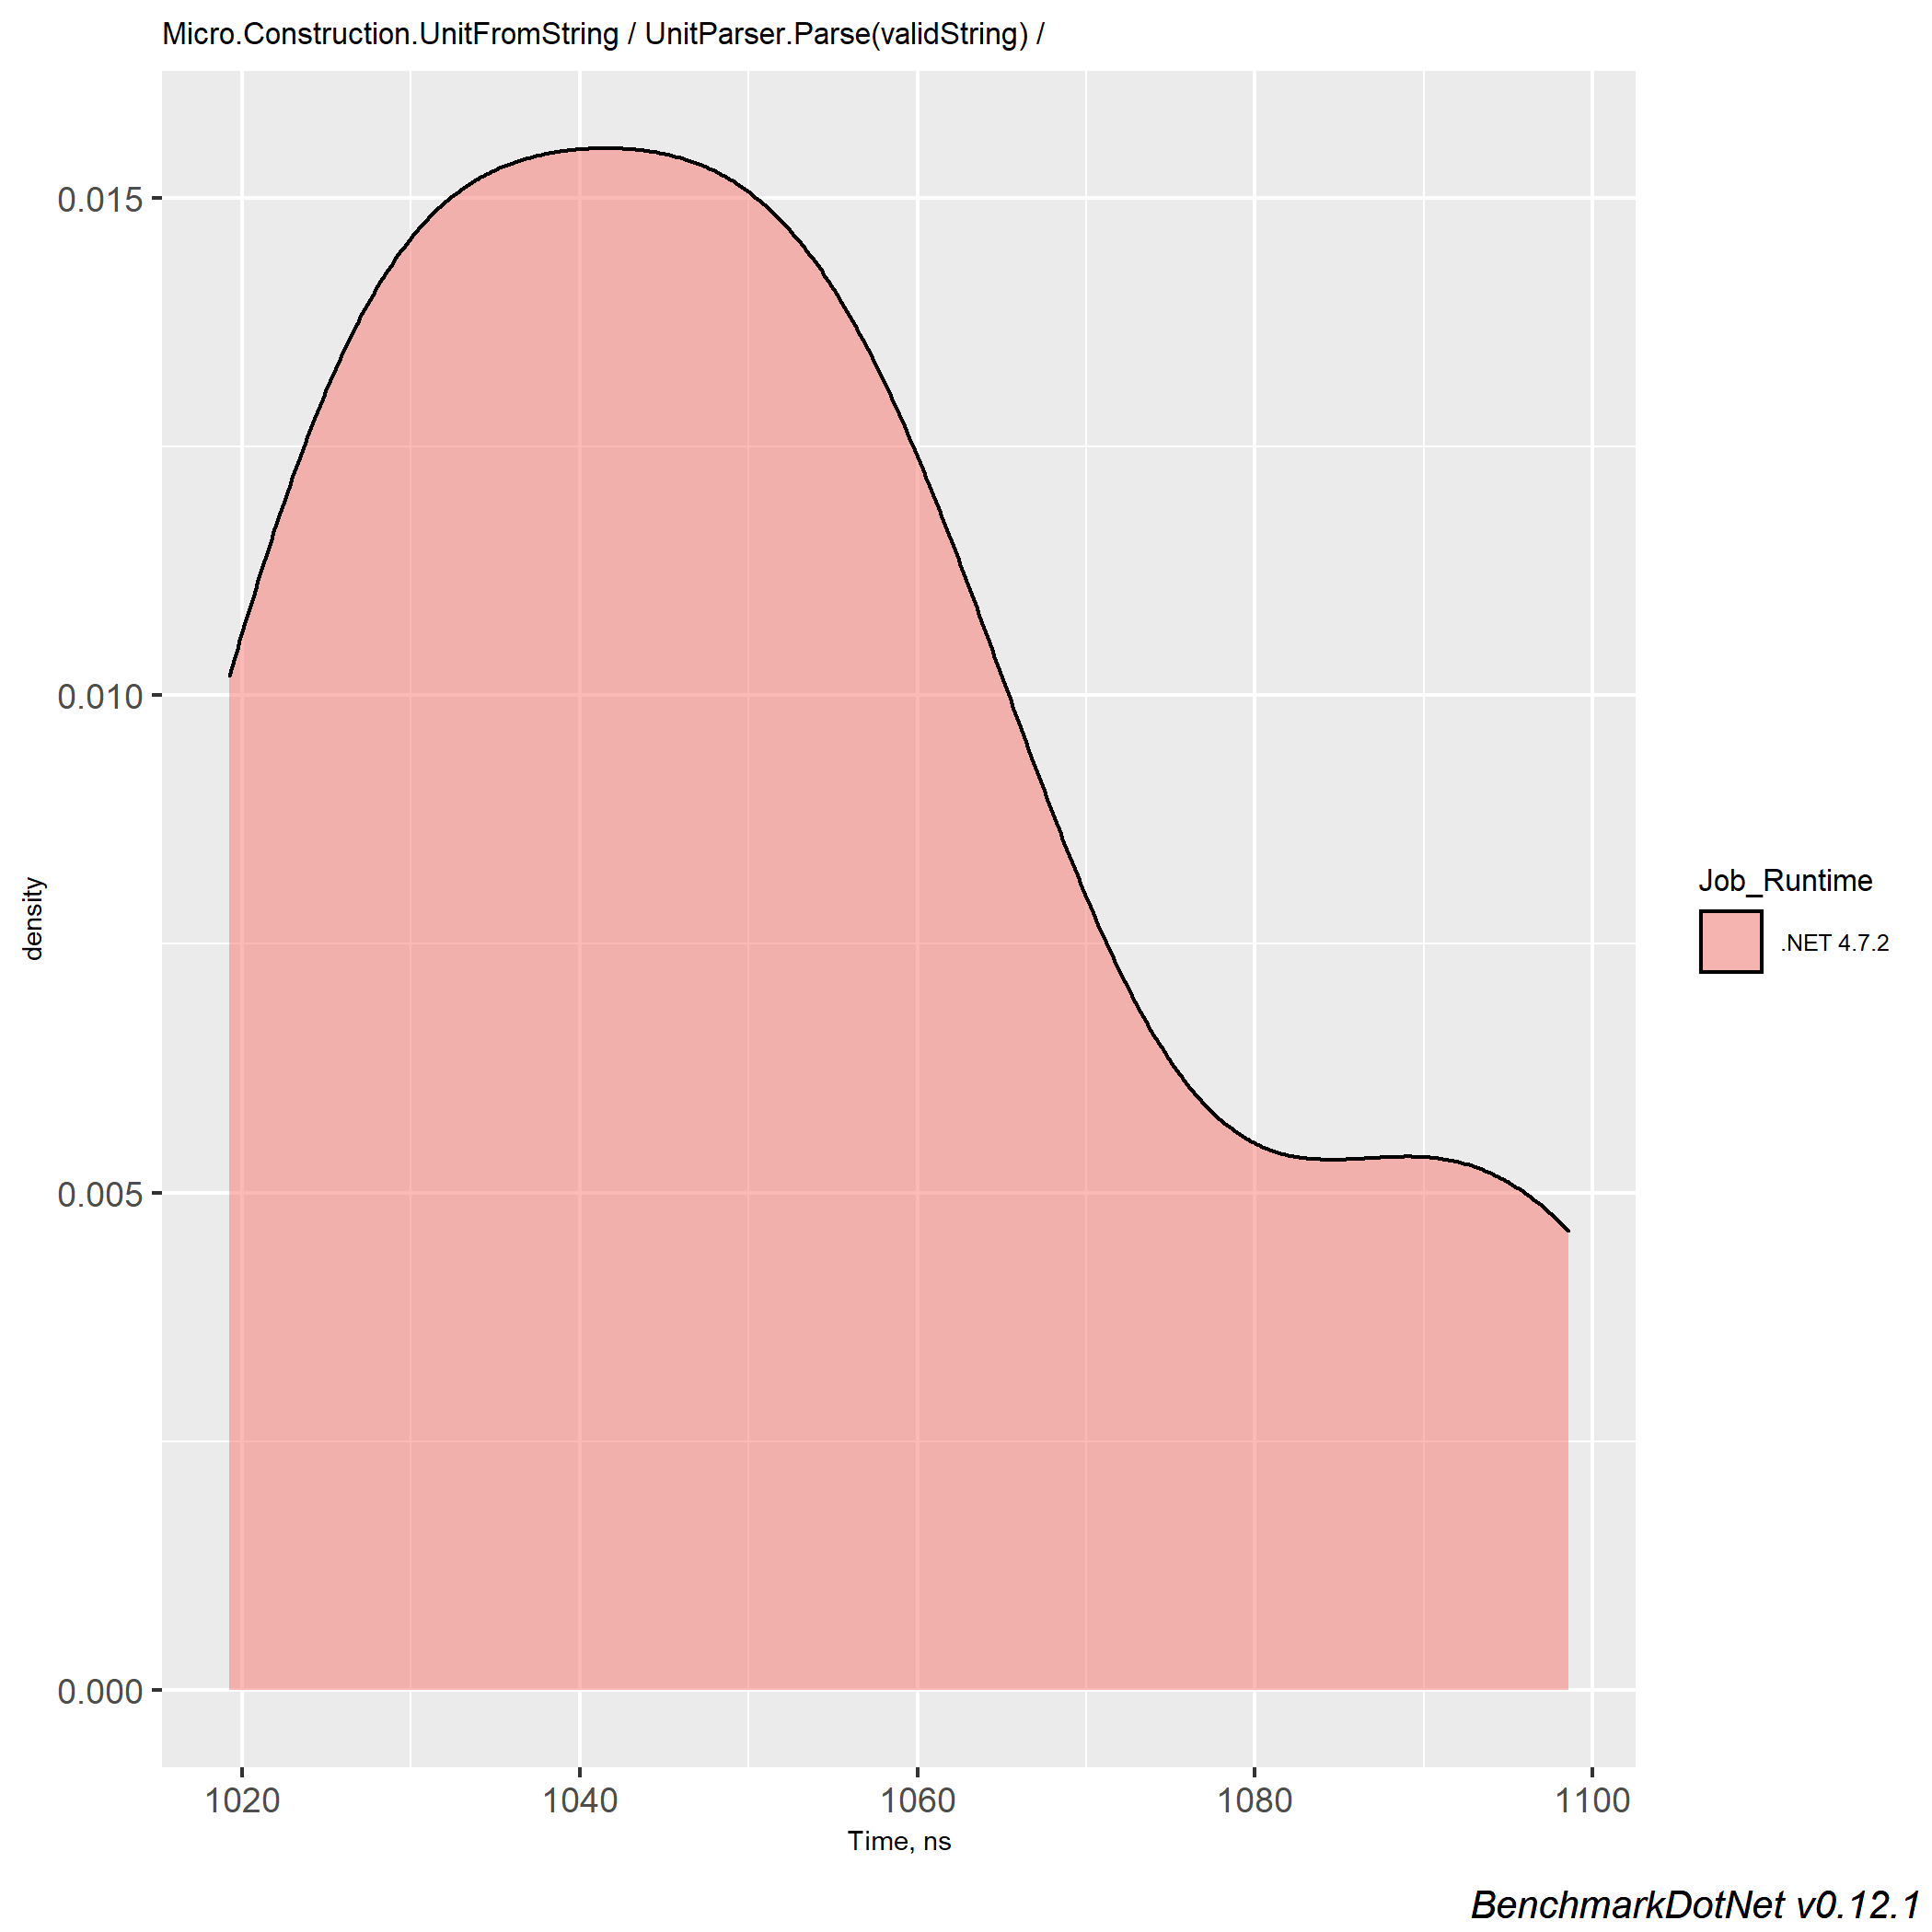 Micro.Construction.UnitFromString / UnitParser.Parse(validString) /
0.015
0.010
0.005
0.000
density
1020 1040 1060 1080 1100
Time, ns
Job_Runtime
.NET 4.7.2
BenchmarkDotNet v0.12.1